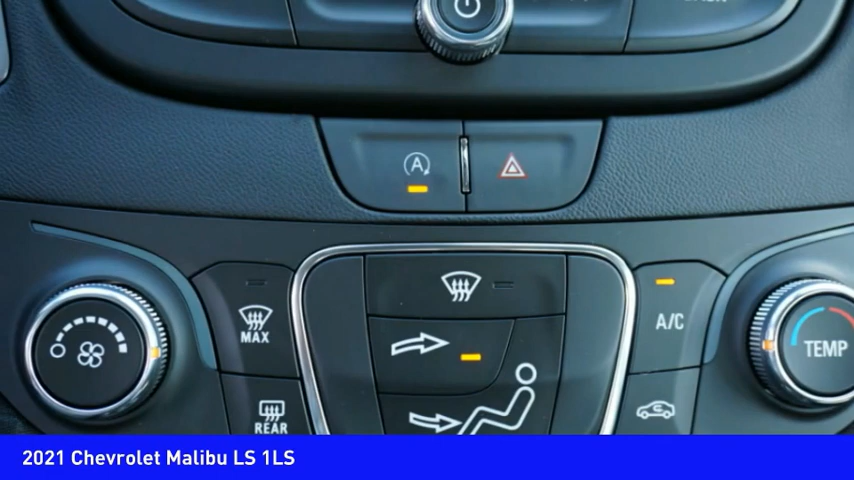 A
MAX
A/C
TEMP
REAR
2021 Chevrolet Malibu LS 1LS